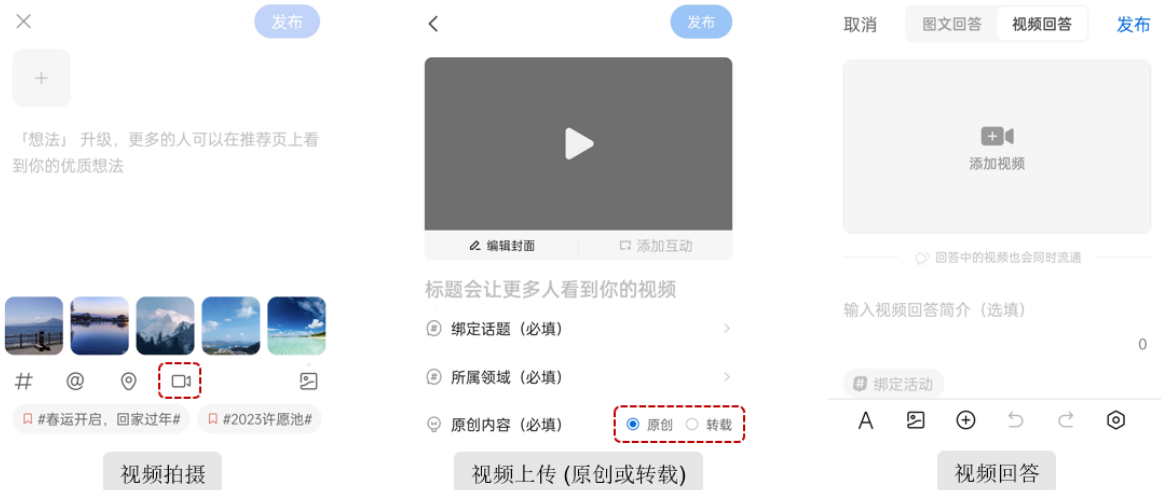 发布
「想法」 升级，更多的人可以在推荐页上看
到你的优质想法
#春运开启，回家过年#
#2023许愿池#
视频拍摄
发布
编辑封面
添加互动
标题会让更多人看到你的视频
绑定话题（必填）
所属领域（必填）
原创内容（必填）
原创
转载
视频上传 (原创或转载)
取消
图文回答
视频回答
发布
添加视频
回答中的视频也会同时流通
输入视频回答简介（选填）
0
绑定活动
视频回答